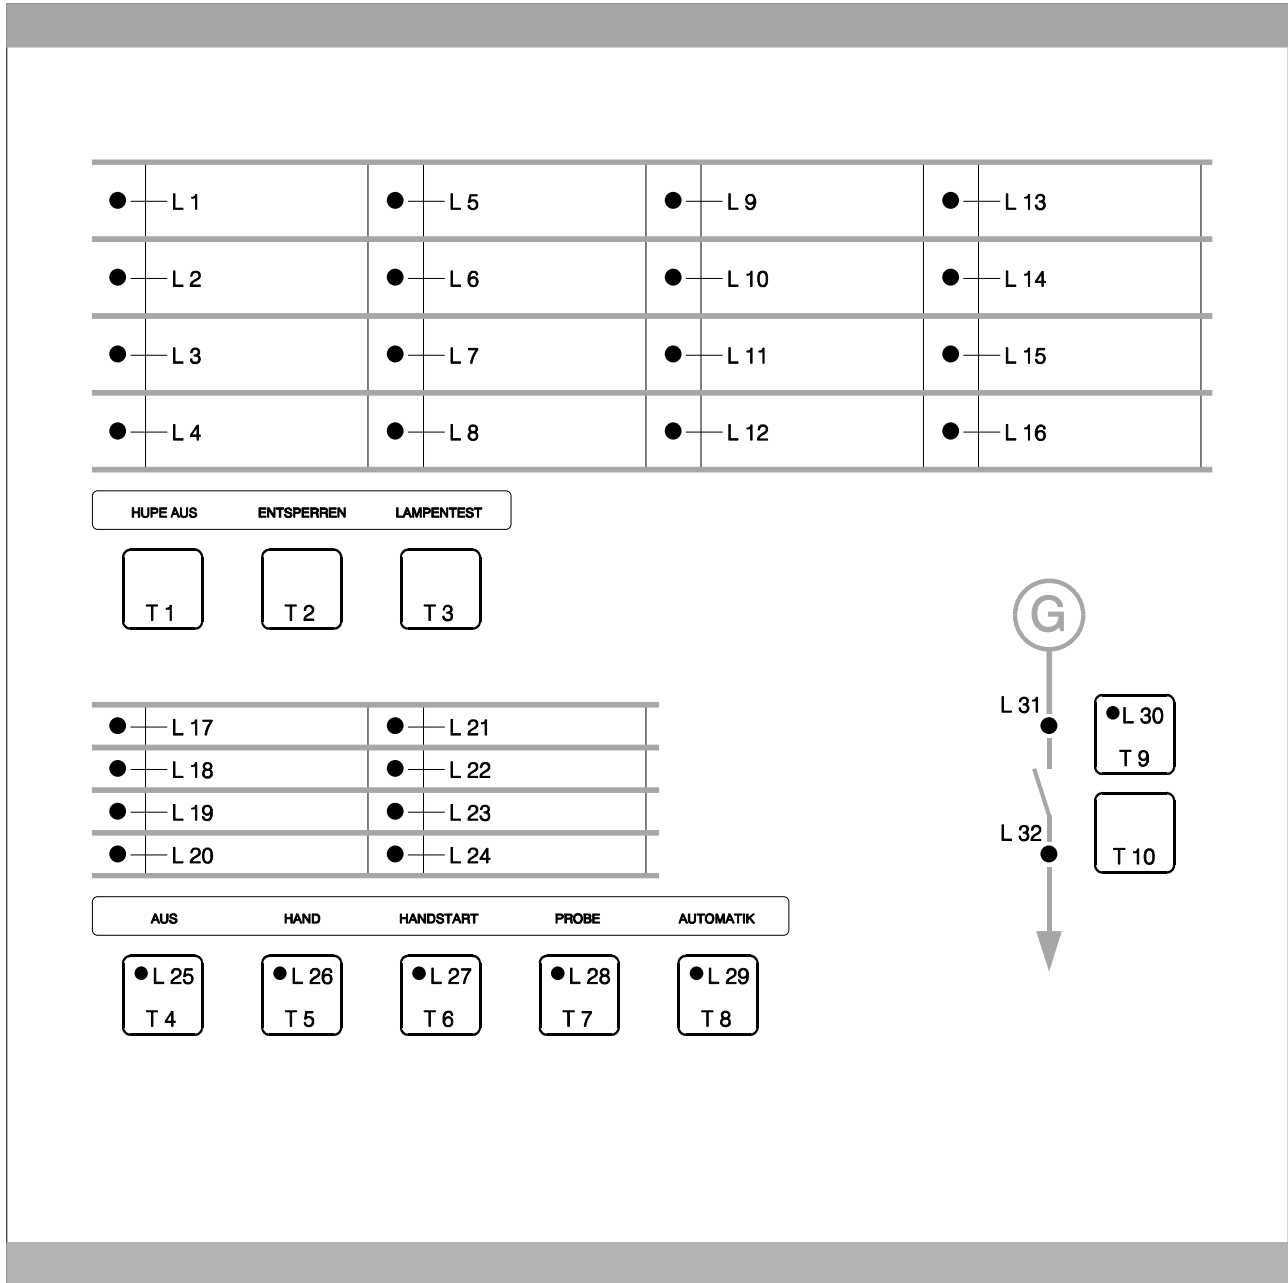 L 1 L 5 L 9 L 13
L 2 L 6 L 10 L 14
L 3 L 7 L 11 L 15
L 4 L 8 L 12 L 16
HUPE AUS ENTSPERREN LAMPENTEST
T 1 T 2 T 3
G
L 31
L 30
T 9
L 32
T 10
L 17 L 21
L 18 L 22
L 19 L 23
L 20 L 24
AUS HAND HANDSTART PROBE AUTOMATIK
L 25 L 26 L 27 L 28 L 29
T 4 T 5 T 6 T 7 T 8